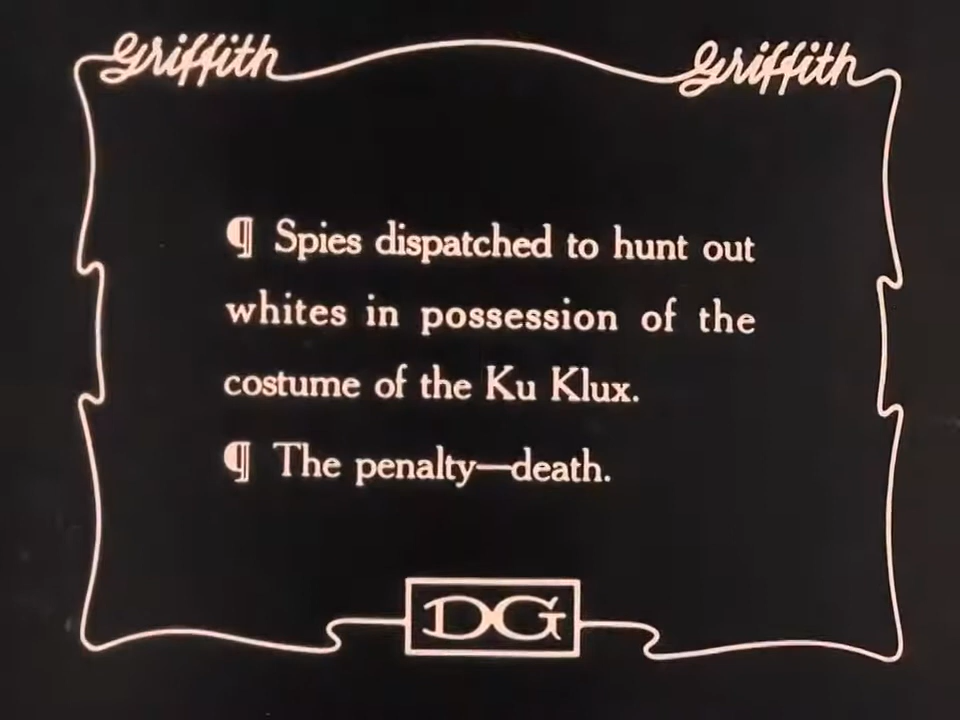 Griffith Griffith
¶ Spies dispatched to hunt out
whites in possession of the
costume of the Ku Klux.
¶ The penalty—death.
DG